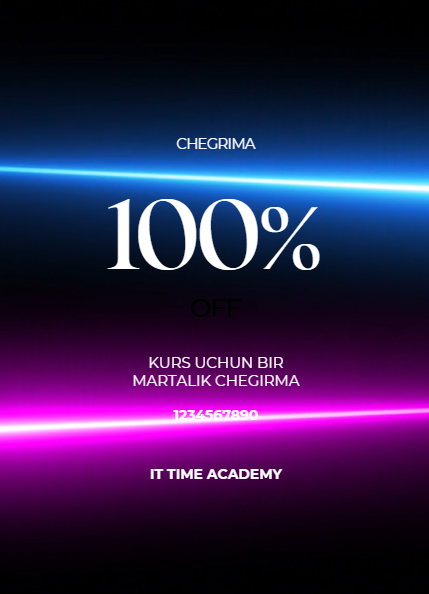 CHEGRIMA
100%
OFF
KURS UCHUN BIR
MARTALIK CHEGIRMA
1234567890
IT TIME ACADEMY